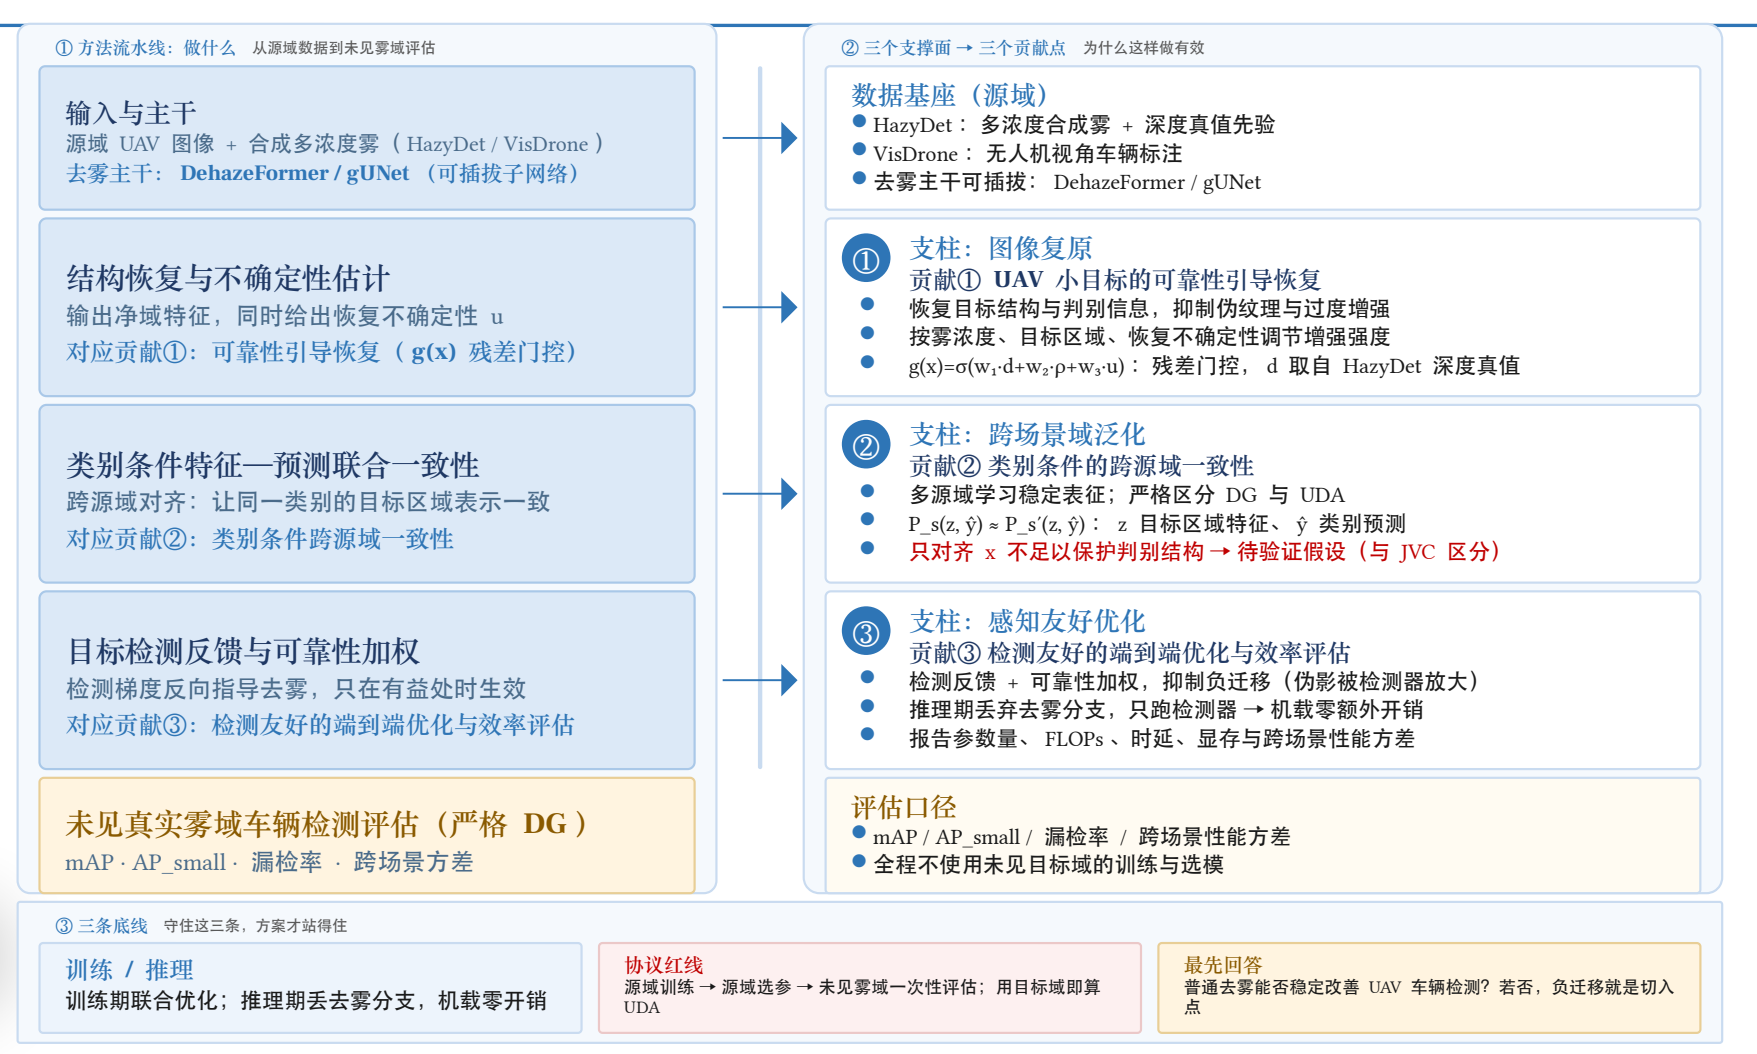 ① 方法流水线：做什么 从源域数据到未见雾域评估
输入与主干
源域 UAV 图像 + 合成多浓度雾（HazyDet / VisDrone）
去雾主干：DehazeFormer / gUNet（可插拔子网络）
结构恢复与不确定性估计
输出净域特征，同时给出恢复不确定性 u
对应贡献①：可靠性引导恢复（g(x) 残差门控）
类别条件特征—预测联合一致性
跨源域对齐：让同一类别的目标区域表示一致
对应贡献②：类别条件跨源域一致性
目标检测反馈与可靠性加权
检测梯度反向指导去雾，只在有益处时生效
对应贡献③：检测友好的端到端优化与效率评估
未见真实雾域车辆检测评估（严格 DG）
mAP · AP_small · 漏检率 · 跨场景方差
② 三个支撑面 → 三个贡献点 为什么这样做有效
数据基座（源域）
● HazyDet：多浓度合成雾 + 深度真值先验
● VisDrone：无人机视角车辆标注
● 去雾主干可插拔：DehazeFormer / gUNet
① 支柱：图像复原
贡献① UAV 小目标的可靠性引导恢复
● 恢复目标结构与判别信息，抑制伪纹理与过度增强
● 按雾浓度、目标区域、恢复不确定性调节增强强度
● g(x)=σ(w₁·d+w₂·ρ+w₃·u)：残差门控，d 取自 HazyDet 深度真值
② 支柱：跨场景域泛化
贡献② 类别条件的跨源域一致性
● 多源域学习稳定表征；严格区分 DG 与 UDA
● P_s(z, ŷ) ≈ P_s′(z, ŷ)：z 目标区域特征、ŷ 类别预测
● 只对齐 x 不足以保护判别结构 → 待验证假设（与 JVC 区分）
③ 支柱：感知友好优化
贡献③ 检测友好的端到端优化与效率评估
● 检测反馈 + 可靠性加权，抑制负迁移（伪影被检测器放大）
● 推理期丢弃去雾分支，只跑检测器 → 机载零额外开销
● 报告参数量、FLOPs、时延、显存与跨场景性能方差
评估口径
● mAP / AP_small / 漏检率 / 跨场景性能方差
● 全程不使用未见目标域的训练与选模
③ 三条底线 守住这三条，方案才站得住
训练 / 推理
训练期联合优化；推理期丢去雾分支，机载零开销
协议红线
源域训练 → 源域选参 → 未见雾域一次性评估；用目标域即算
UDA
最先回答
普通去雾能否稳定改善 UAV 车辆检测？若否，负迁移就是切入
点